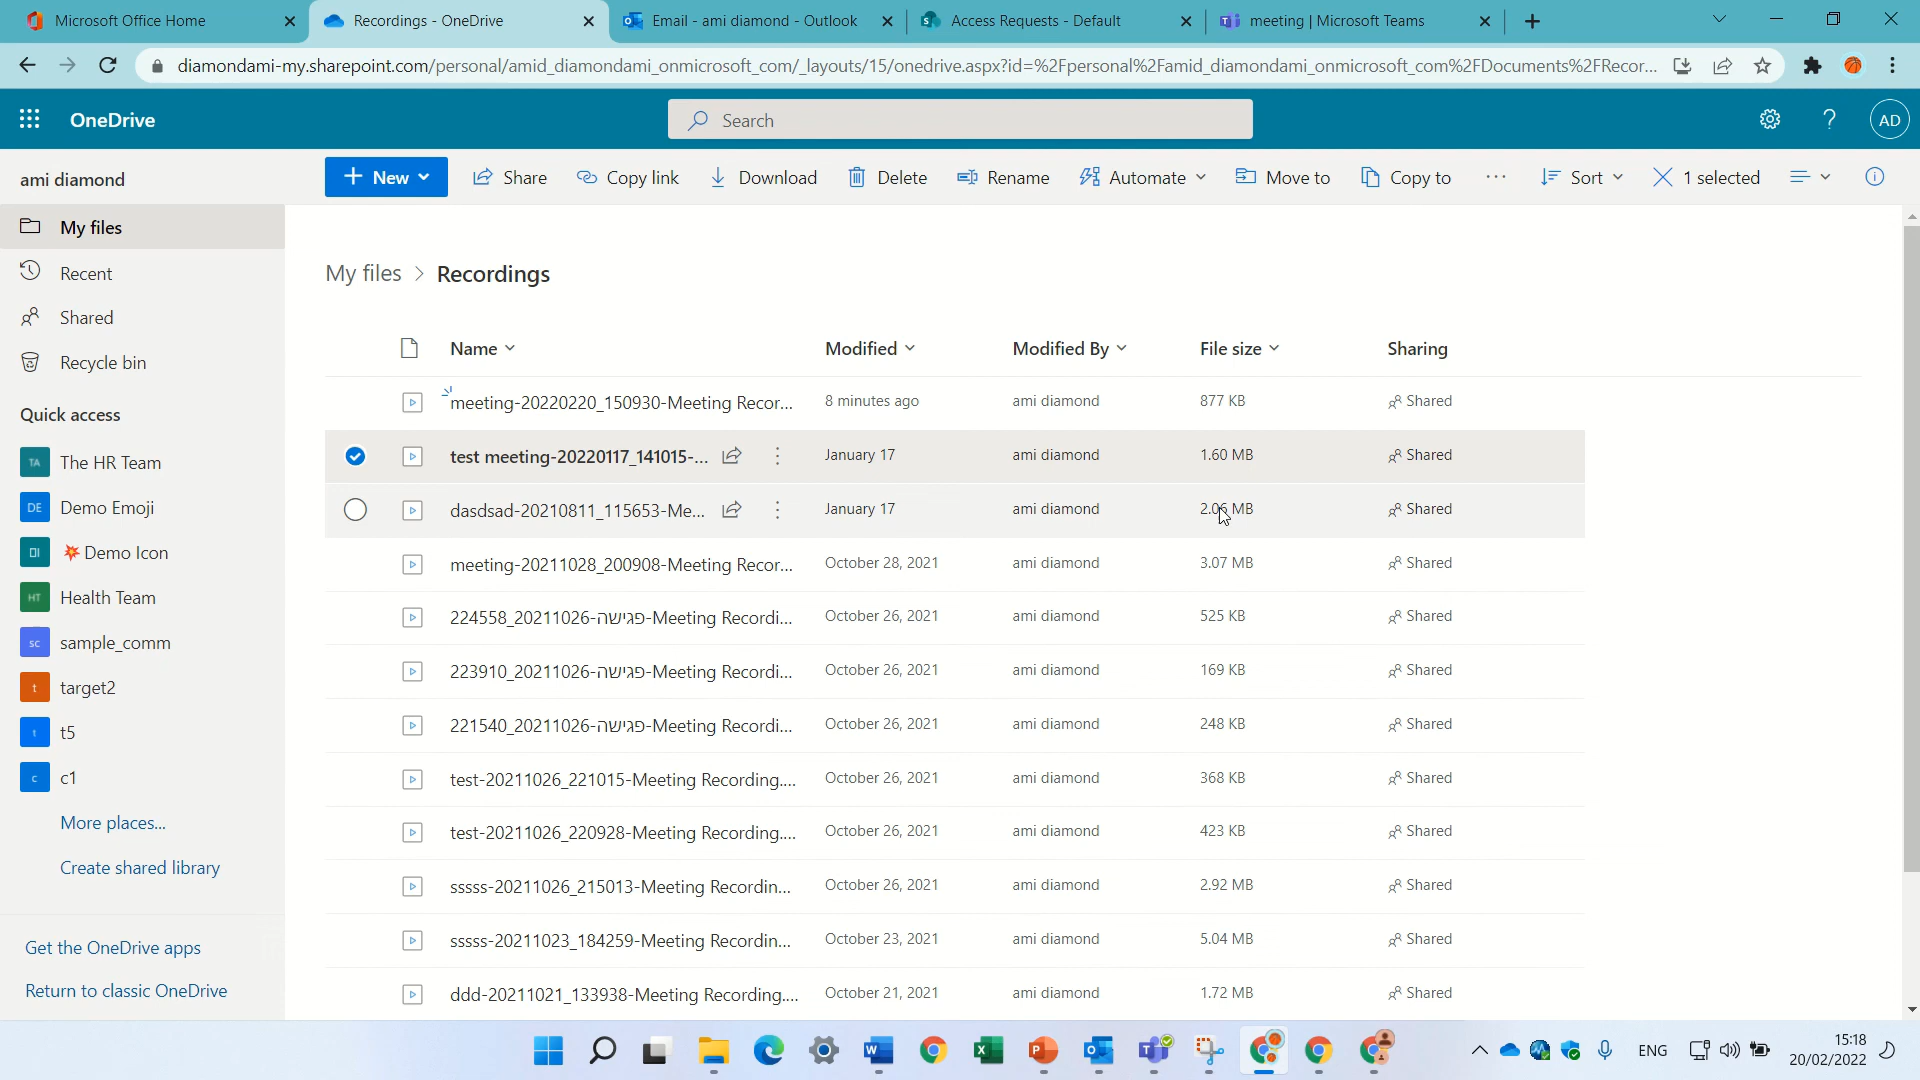 Microsoft Office Home
Recordings - OneDrive
Email - ami diamond - Outlook
Access Requests - Default
meeting | Microsoft Teams
diamondami-my.sharepoint.com/personal/amid_diamondami_onmicrosoft_com/_layouts/15/onedrive.aspx?id=%2Fpersonal%2Famid_diamondami_onmicrosoft_com%2FDocuments%2FRecor...
OneDrive
Search
AD
ami diamond
New
Share
Copy link
Download
Delete
Rename
Automate
Move to
Copy to
Sort
1 selected
My files
Recent
Shared
Recycle bin
Quick access
TA The HR Team
DE Demo Emoji
DI Demo Icon
HT Health Team
sc sample_comm
t target2
t t5
c c1
More places...
Create shared library
Get the OneDrive apps
Return to classic OneDrive
My files > Recordings
Name Modified Modified By File size Sharing
meeting-20220220_150930-Meeting Recor... 8 minutes ago ami diamond 877 KB Shared
test meeting-20220117_141015-... January 17 ami diamond 1.60 MB Shared
dasdsad-20210811_115653-Me... January 17 ami diamond 2.06 MB Shared
meeting-20211028_200908-Meeting Recor... October 28, 2021 ami diamond 3.07 MB Shared
224558_20211026-פגישה-Meeting Recordi... October 26, 2021 ami diamond 525 KB Shared
223910_20211026-פגישה-Meeting Recordi... October 26, 2021 ami diamond 169 KB Shared
221540_20211026-פגישה-Meeting Recordi... October 26, 2021 ami diamond 248 KB Shared
test-20211026_221015-Meeting Recording.... October 26, 2021 ami diamond 368 KB Shared
test-20211026_220928-Meeting Recording.... October 26, 2021 ami diamond 423 KB Shared
sssss-20211026_215013-Meeting Recordin... October 26, 2021 ami diamond 2.92 MB Shared
sssss-20211023_184259-Meeting Recordin... October 23, 2021 ami diamond 5.04 MB Shared
ddd-20211021_133938-Meeting Recording.... October 21, 2021 ami diamond 1.72 MB Shared
ENG
15:18
20/02/2022